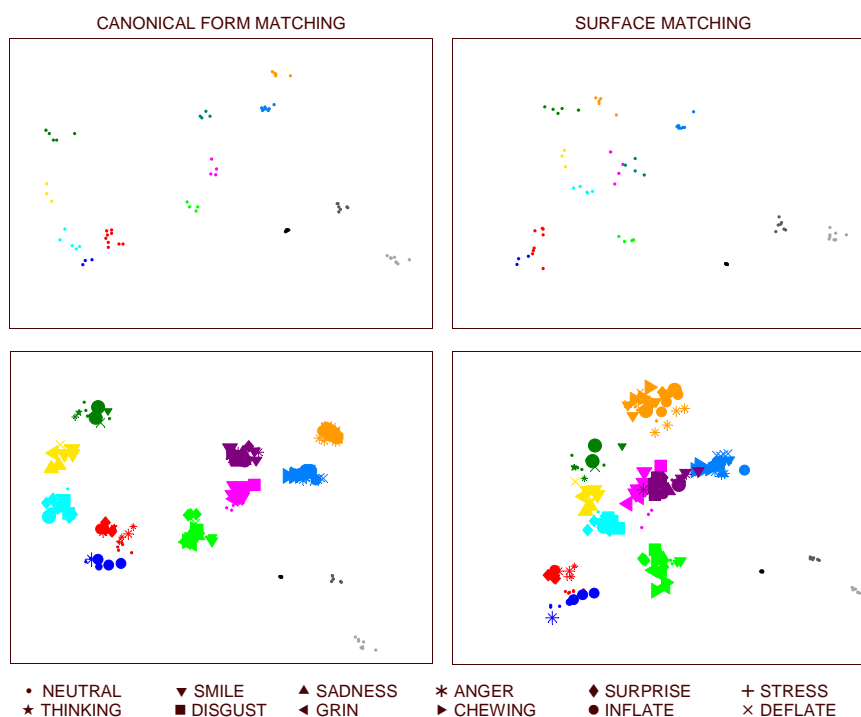 CANONICAL FORM MATCHING SURFACE MATCHING
NEUTRAL SMILE SADNESS ANGER SURPRISE STRESS
THINKING DISGUST GRIN CHEWING INFLATE DEFLATE